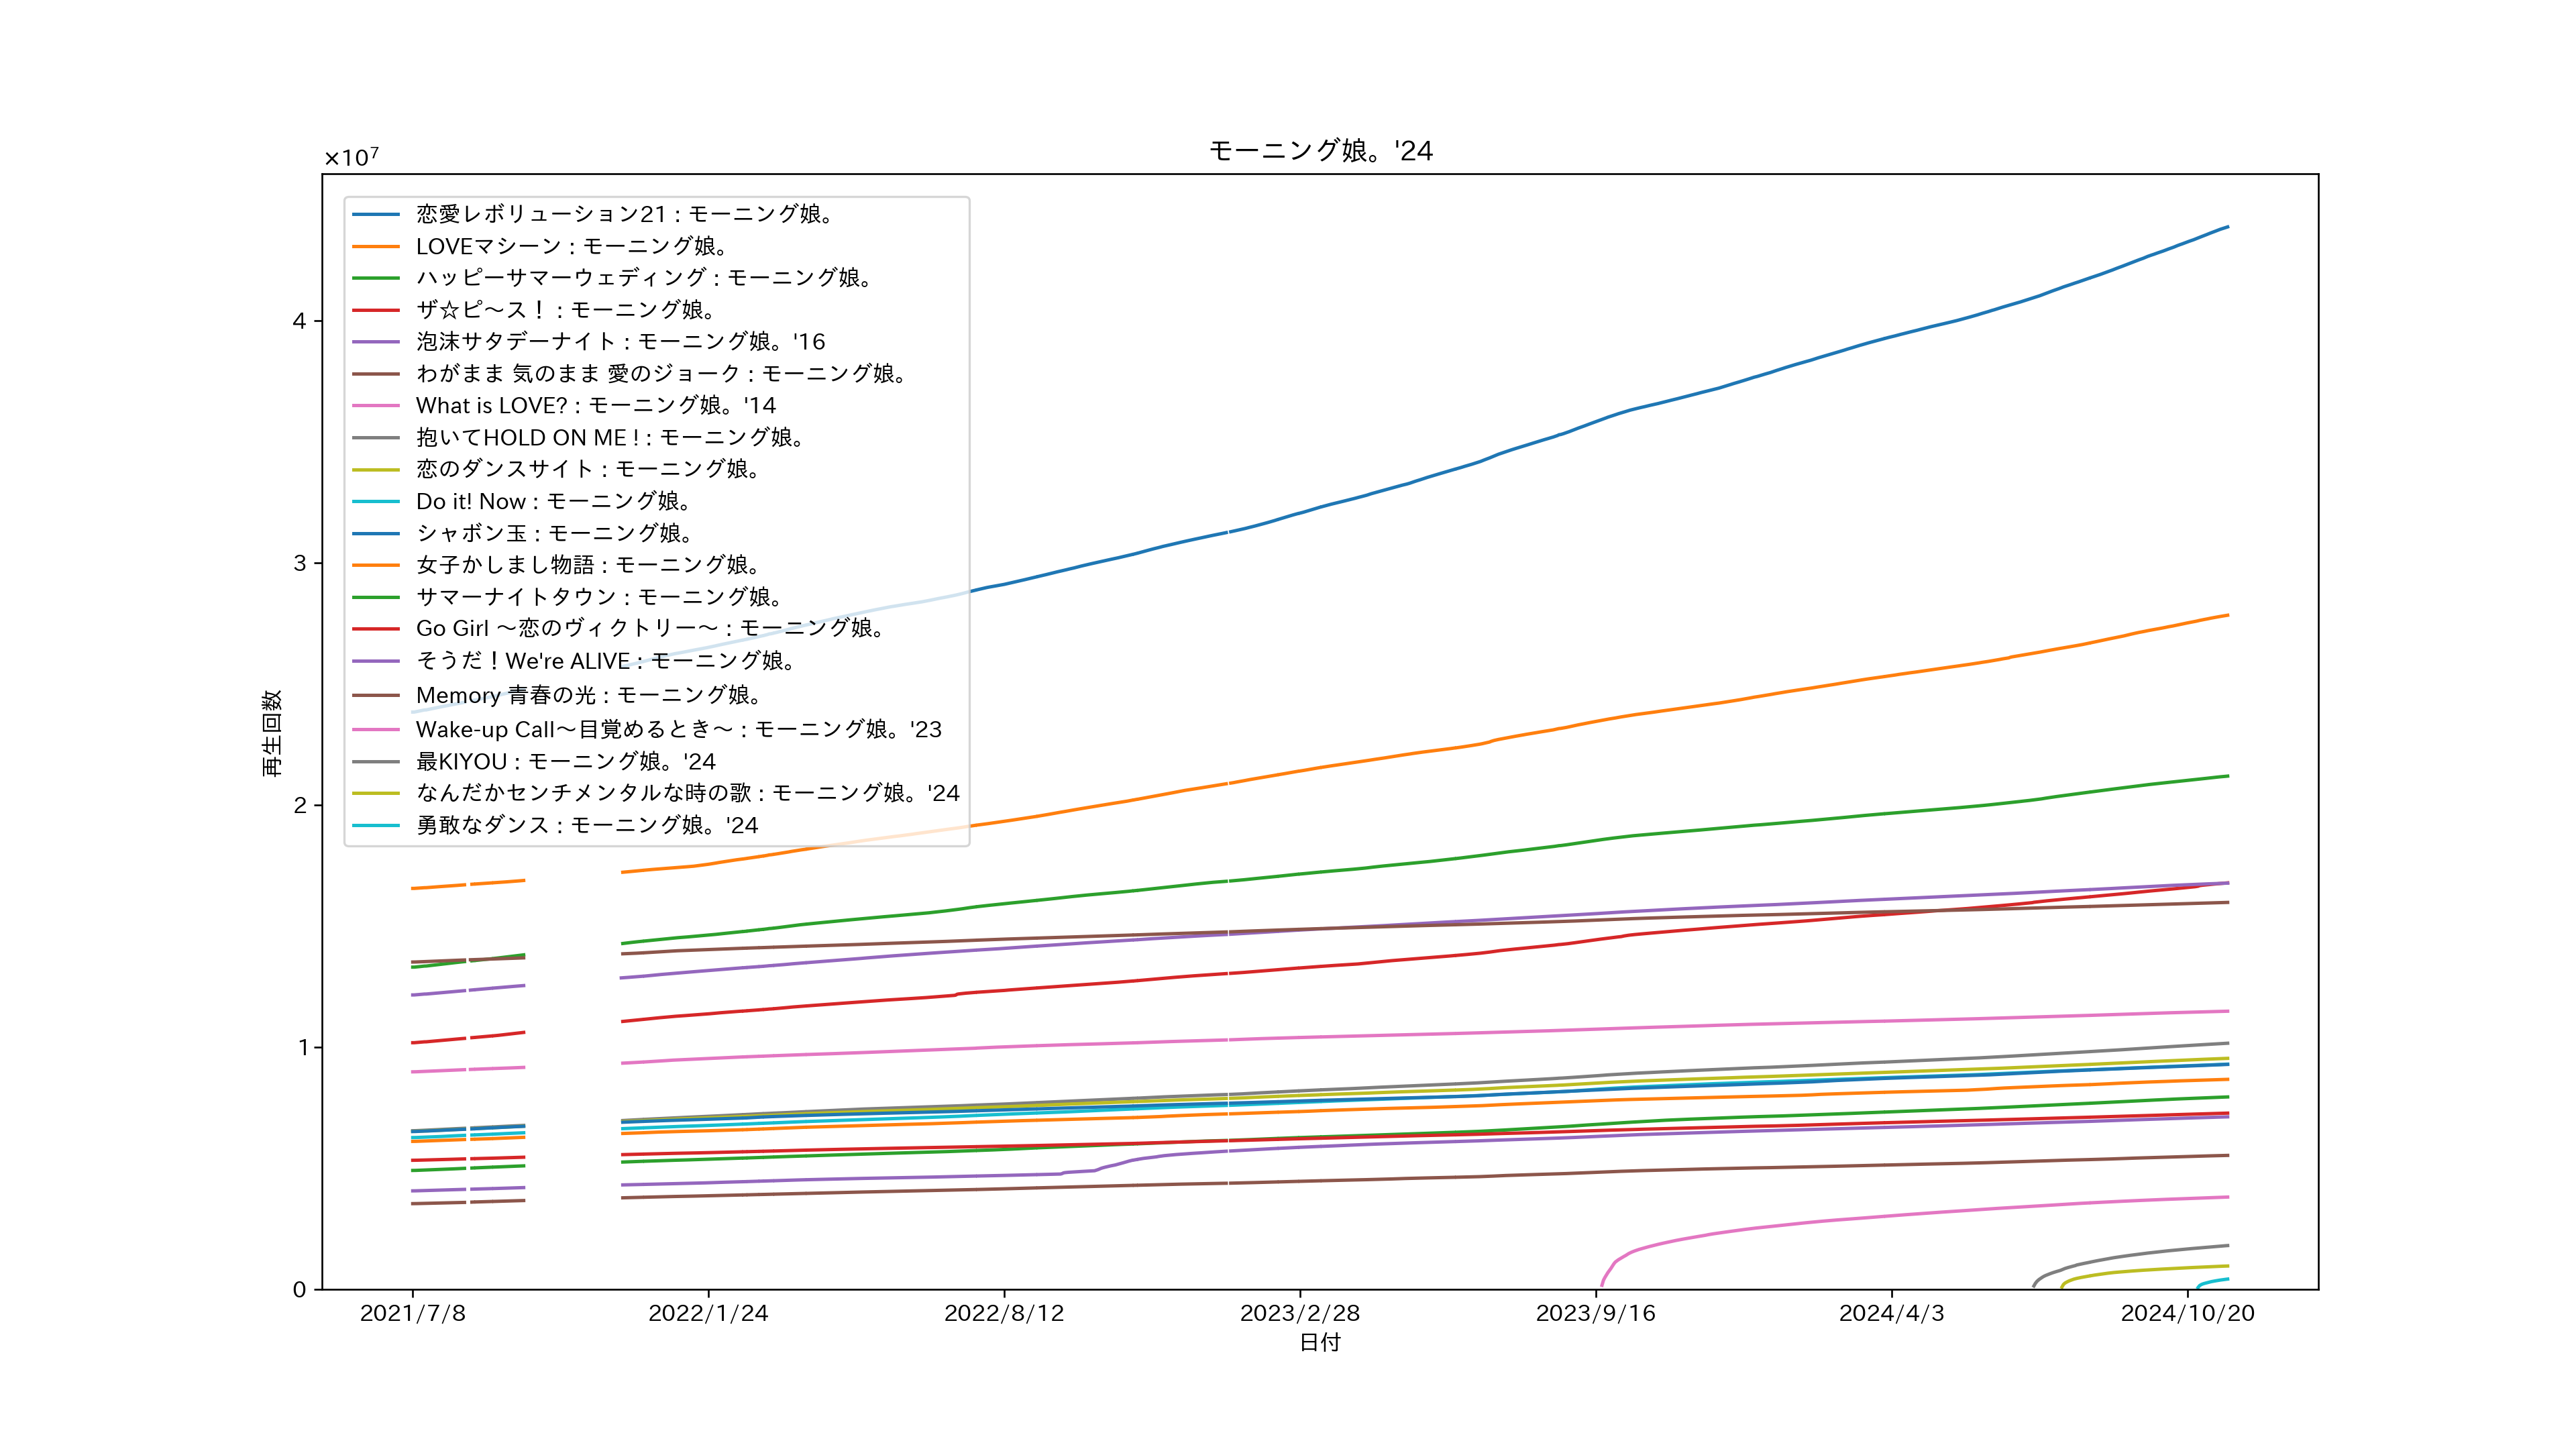 モーニング娘。'24
×10⁷
恋愛レボリューション21 : モーニング娘。
LOVEマシーン : モーニング娘。
ハッピーサマーウェディング : モーニング娘。
ザ☆ピ〜ス! : モーニング娘。
泡沫サタデーナイト : モーニング娘。'16
わがまま 気のまま 愛のジョーク : モーニング娘。
What is LOVE? : モーニング娘。'14
抱いてHOLD ON ME ! : モーニング娘。
恋のダンスサイト : モーニング娘。
Do it! Now : モーニング娘。
シャボン玉 : モーニング娘。
女子かしまし物語 : モーニング娘。
サマーナイトタウン : モーニング娘。
Go Girl 〜恋のヴィクトリー〜 : モーニング娘。
そうだ!We're ALIVE : モーニング娘。
Memory 青春の光 : モーニング娘。
Wake-up Call〜目覚めるとき〜 : モーニング娘。'23
最KIYOU : モーニング娘。'24
なんだかセンチメンタルな時の歌 : モーニング娘。'24
勇敢なダンス : モーニング娘。'24
再生回数
4
3
2
1
0
2021/7/8
2022/1/24
2022/8/12
2023/2/28
2023/9/16
2024/4/3
2024/10/20
日付